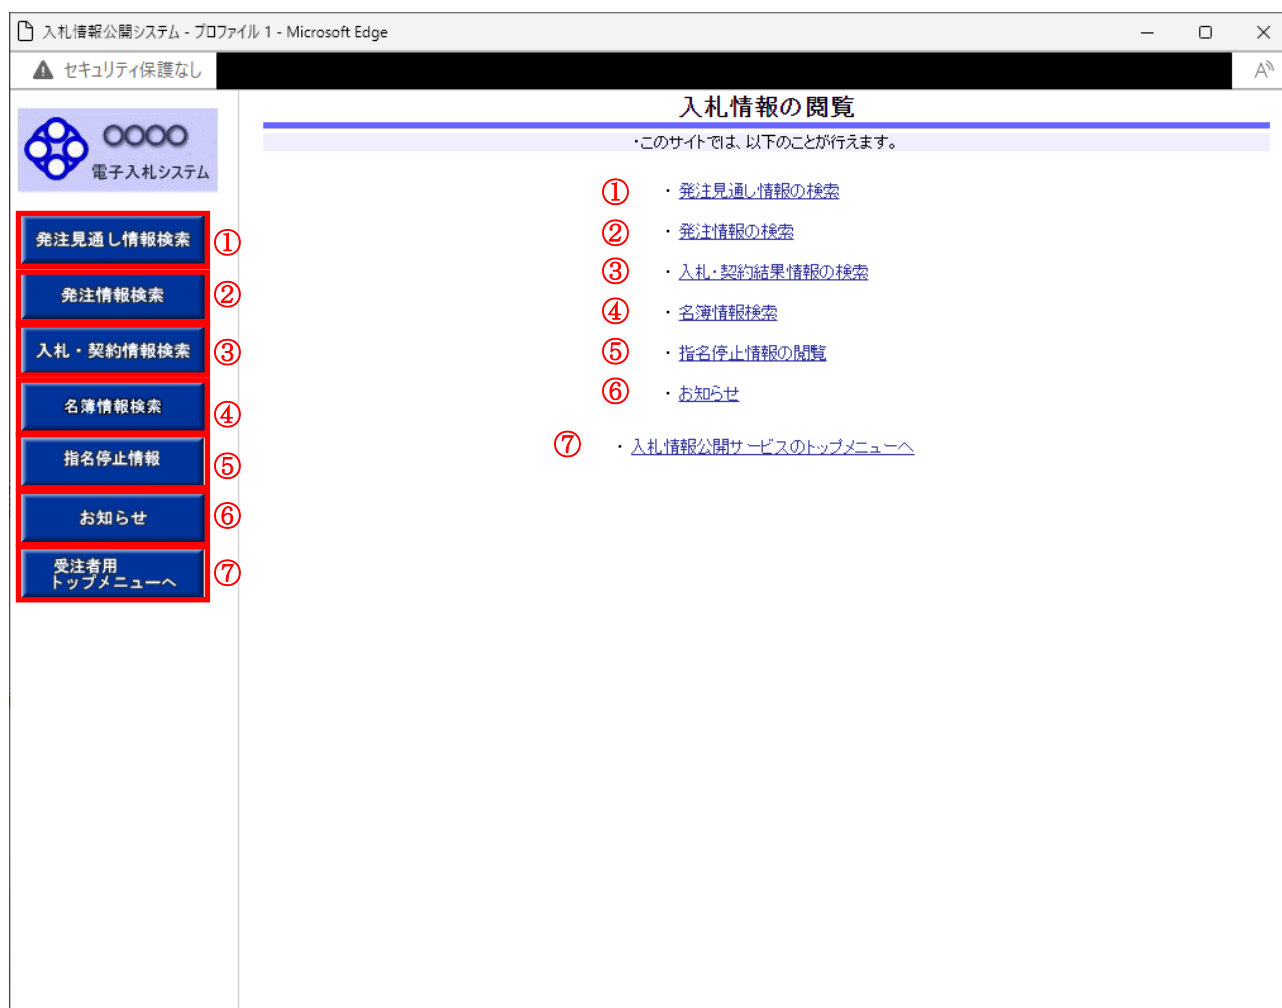 入札情報公開システム - プロファイル 1 - Microsoft Edge
セキュリティ保護なし
A
〇〇〇〇
電子入札システム
発注見通し情報検索 ①
発注情報検索 ②
入札・契約情報検索 ③
名簿情報検索 ④
指名停止情報 ⑤
お知らせ ⑥
受注者用
トップメニューへ ⑦
入札情報の閲覧
・このサイトでは、以下のことが行えます。
① ・発注見通し情報の検索
② ・発注情報の検索
③ ・入札・契約結果情報の検索
④ ・名簿情報検索
⑤ ・指名停止情報の閲覧
⑥ ・お知らせ
⑦ ・入札情報公開サービスのトップメニューへ